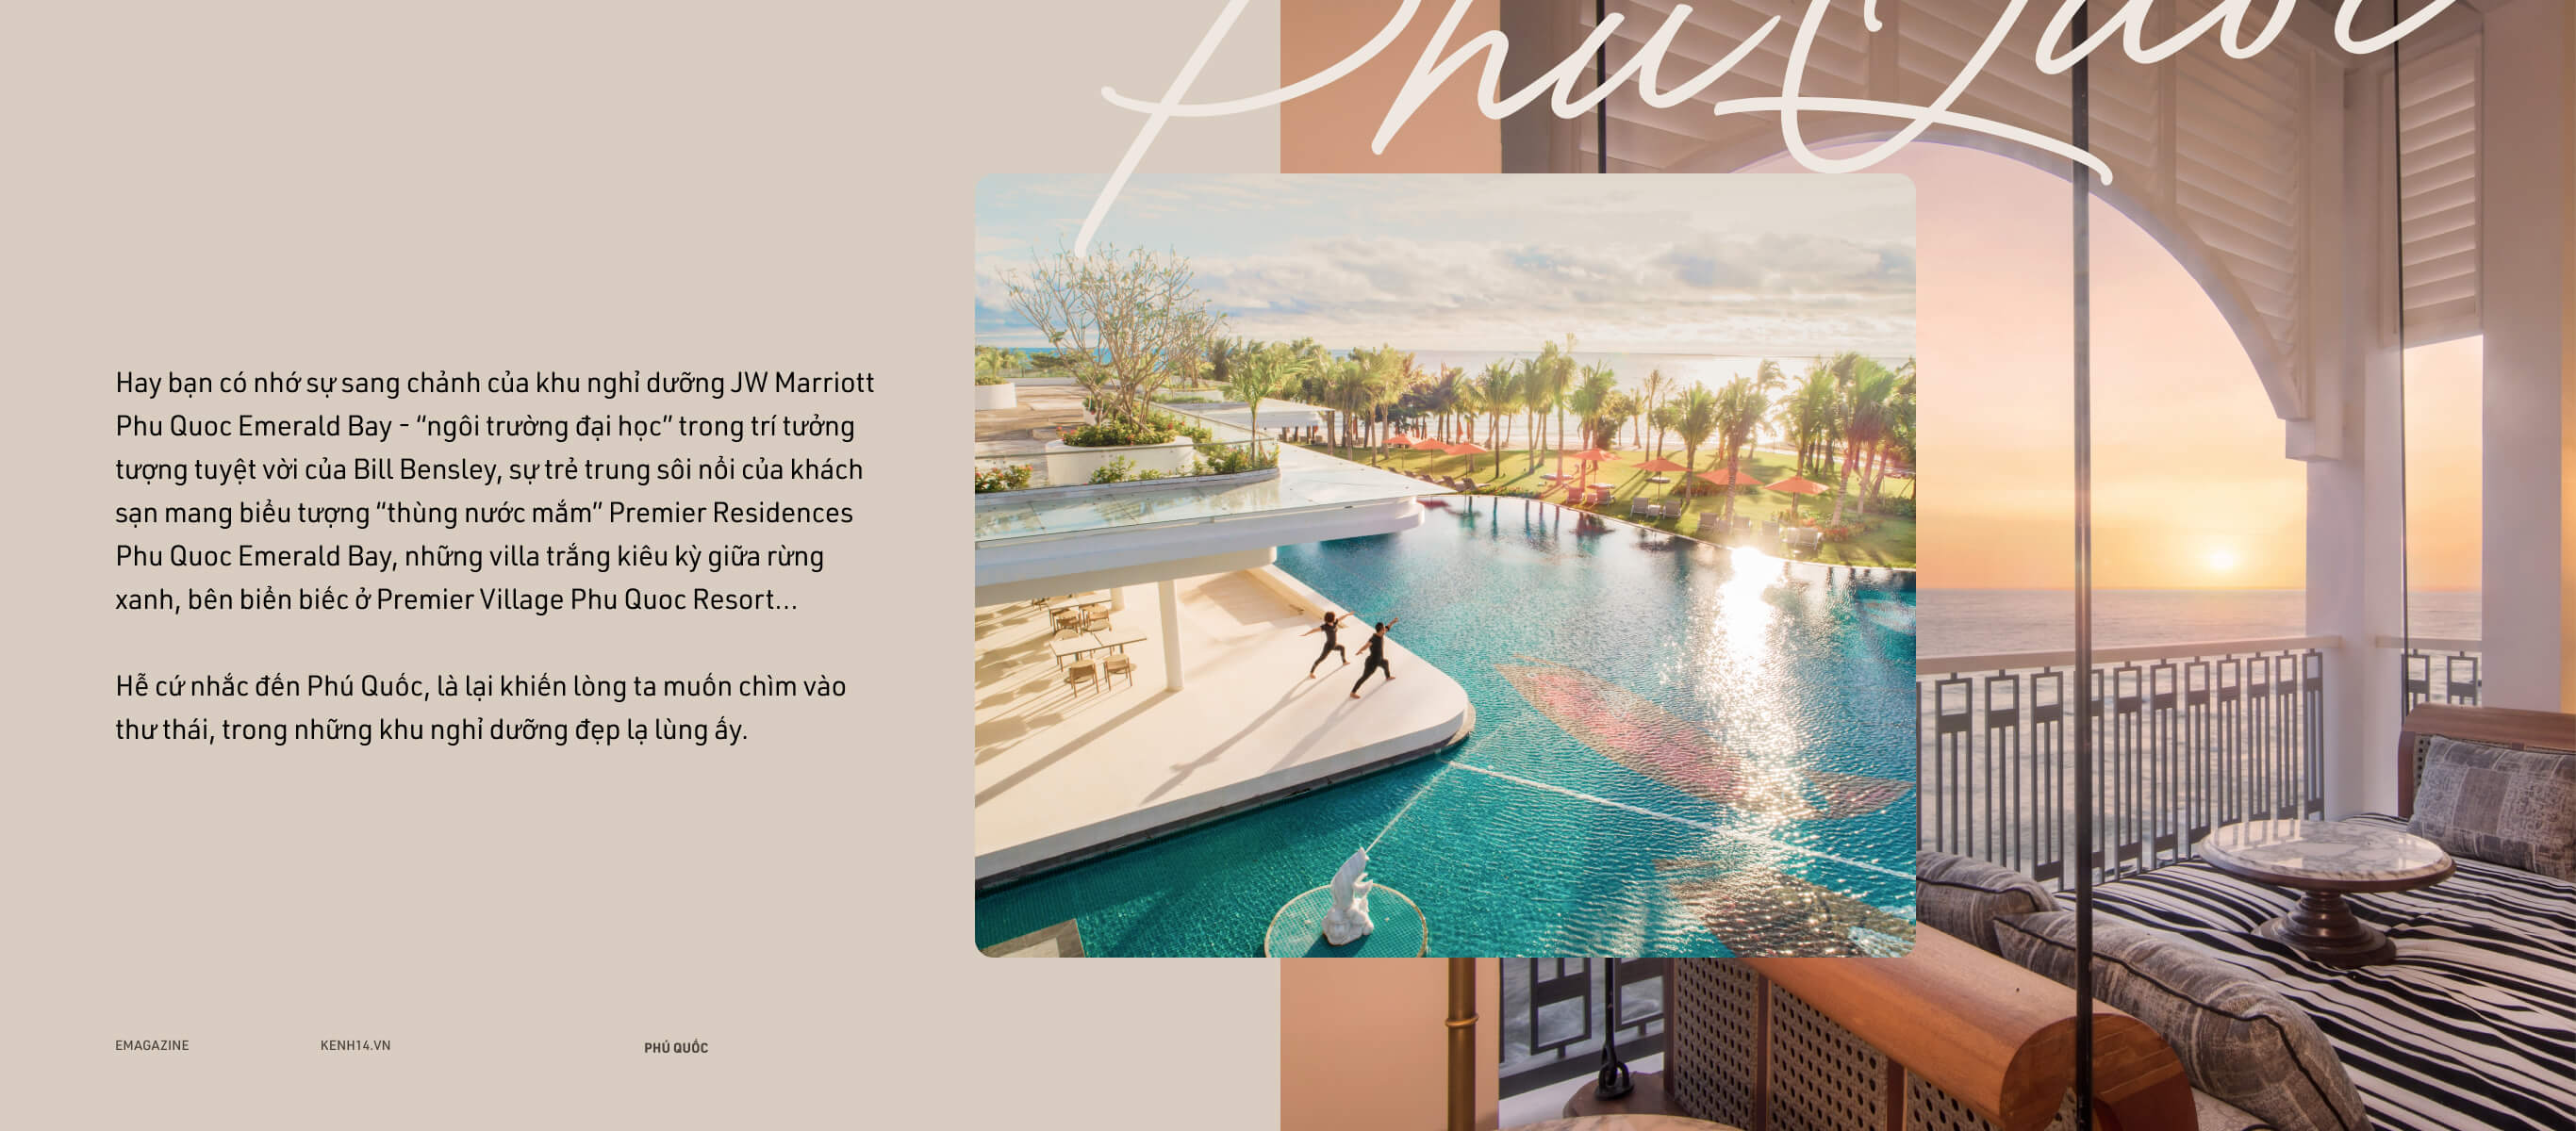 Phú Quốc
Hay bạn có nhớ sự sang chảnh của khu nghỉ dưỡng JW Marriott
Phu Quoc Emerald Bay - “ngôi trường đại học” trong trí tưởng
tượng tuyệt vời của Bill Bensley, sự trẻ trung sôi nổi của khách
sạn mang biểu tượng “thùng nước mắm” Premier Residences
Phu Quoc Emerald Bay, những villa trắng kiêu kỳ giữa rừng
xanh, bên biển biếc ở Premier Village Phu Quoc Resort...
Hễ cứ nhắc đến Phú Quốc, là lại khiến lòng ta muốn chìm vào
thư thái, trong những khu nghỉ dưỡng đẹp lạ lùng ấy.
EMAGAZINE
KENH14.VN
PHÚ QUỐC